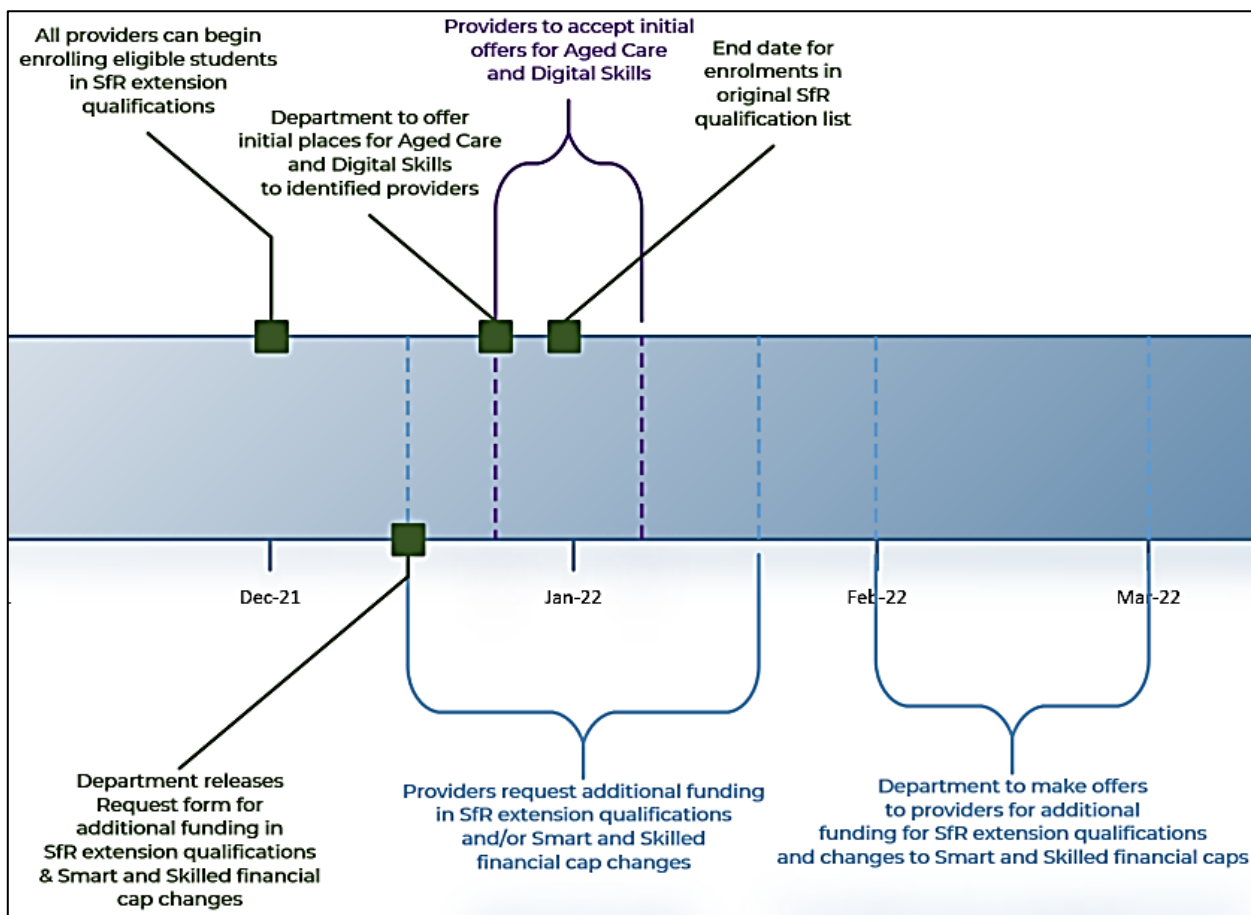 All providers can begin
enrolling eligible students
in SfR extension
qualifications
Department to offer
initial places for Aged Care
and Digital Skills
to identified providers
Providers to accept initial
offers for Aged Care
and Digital Skills
End date for
enrolments in
original SfR
qualification list
Dec-21
Jan-22
Feb-22
Mar-22
Department releases
Request form for
additional funding in
SfR extension qualifications
& Smart and Skilled financial
cap changes
Providers request additional funding
in SfR extension qualifications
and/or Smart and Skilled
financial cap changes
Department to make offers
to providers for additional
funding for SfR extension qualifications
and changes to Smart and Skilled financial caps